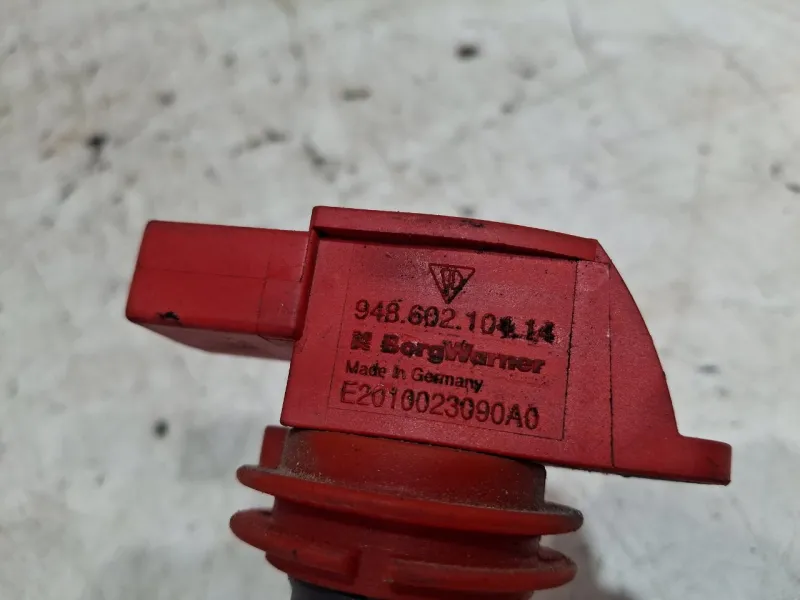 948.602.104.14
BorgWarner
Made in Germany
E2010023090A0